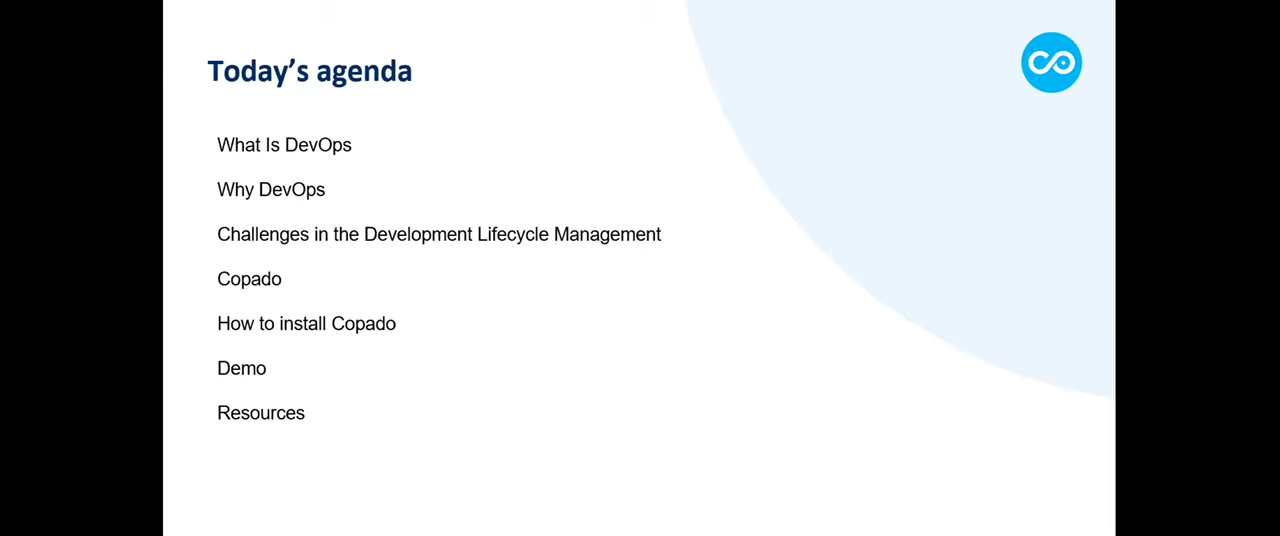 Today's agenda
What Is DevOps
Why DevOps
Challenges in the Development Lifecycle Management
Copado
How to install Copado
Demo
Resources